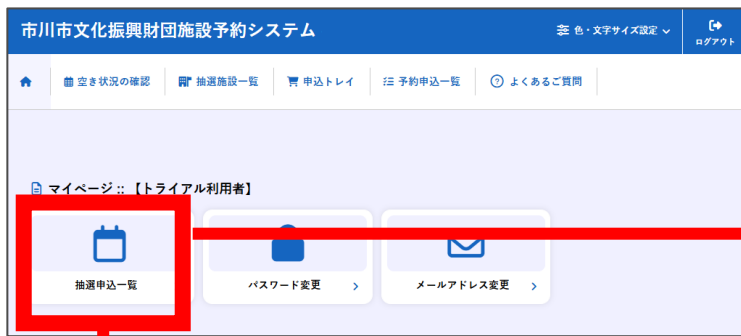 市川市文化振興財団施設予約システム
色・文字サイズ設定
ログアウト
空き状況の確認
抽選施設一覧
申込トレイ
予約申込一覧
よくあるご質問
マイページ :: 【トライアル利用者】
抽選申込一覧
パスワード変更
メールアドレス変更